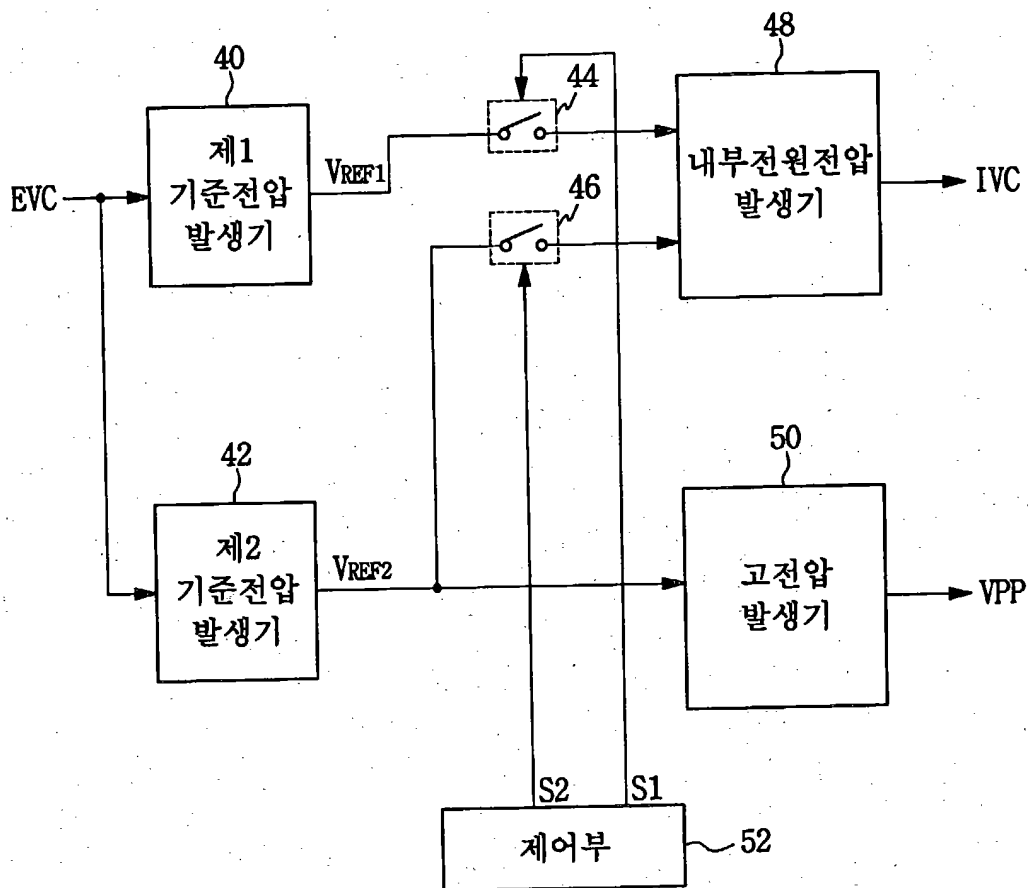 40
44
48
제1
기준전압
발생기
VREF1
EVC
내부전원전압
발생기
IVC
46
42
50
제2
기준전압
발생기
VREF2
고전압
발생기
VPP
S2
S1
제어부
52